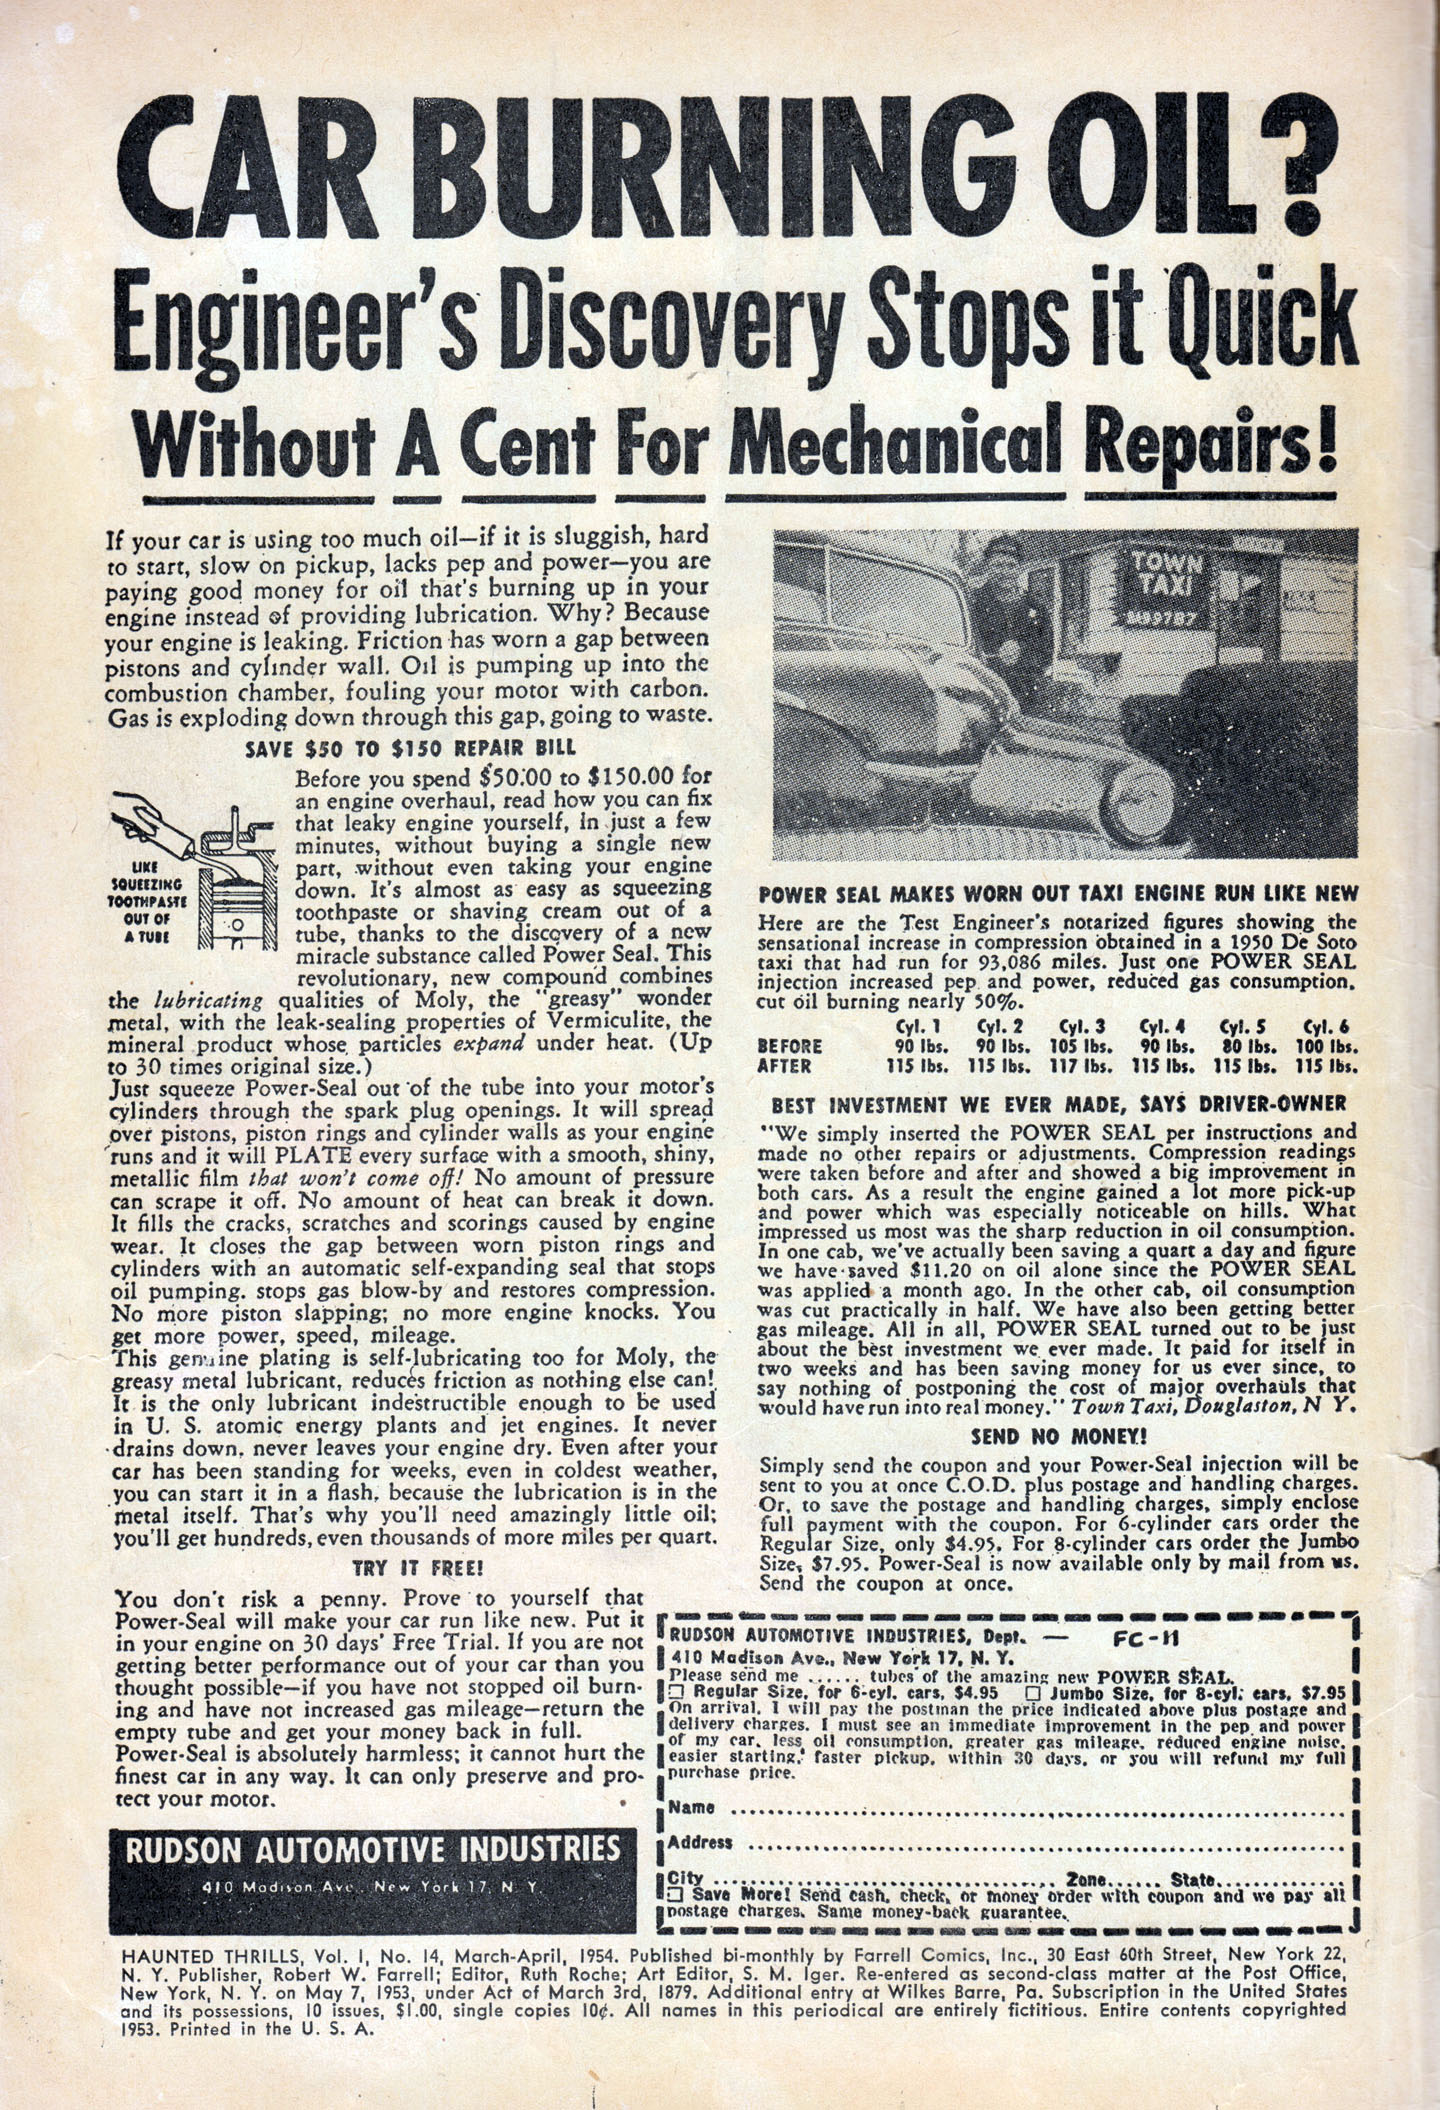 CAR BURNING OIL?
Engineer's Discovery Stops it Quick
Without A Cent For Mechanical Repairs!
If your car is using too much oil—if it is sluggish, hard
to start, slow on pickup, lacks pep and power—you are
paying good money for oil that's burning up in your
engine instead of providing lubrication. Why? Because
your engine is leaking. Friction has worn a gap between
pistons and cylinder wall. Oil is pumping up into the
combustion chamber, fouling your motor with carbon.
Gas is exploding down through this gap, going to waste.
SAVE $50 TO $150 REPAIR BILL
LIKE
SQUEEZING
TOOTHPASTE
OUT OF
A TUBE
Before you spend $50.00 to $150.00 for
an engine overhaul, read how you can fix
that leaky engine yourself, in just a few
minutes, without buying a single new
part, without even taking your engine
down. It's almost as easy as squeezing
toothpaste or shaving cream out of a
tube, thanks to the discovery of a new
miracle substance called Power Seal. This
revolutionary, new compound combines
the lubricating qualities of Moly, the "greasy" wonder
metal, with the leak-sealing properties of Vermiculite, the
mineral product whose particles expand under heat. (Up
to 30 times original size.)
Just squeeze Power-Seal out of the tube into your motor's
cylinders through the spark plug openings. It will spread
over pistons, piston rings and cylinder walls as your engine
runs and it will PLATE every surface with a smooth, shiny,
metallic film that won't come off! No amount of pressure
can scrape it off. No amount of heat can break it down.
It fills the cracks, scratches and scorings caused by engine
wear. It closes the gap between worn piston rings and
cylinders with an automatic self-expanding seal that stops
oil pumping. stops gas blow-by and restores compression.
No more piston slapping; no more engine knocks. You
get more power, speed, mileage.
This genuine plating is self-lubricating too for Moly, the
greasy metal lubricant, reduces friction as nothing else can!
It is the only lubricant indestructible enough to be used
in U. S. atomic energy plants and jet engines. It never
drains down, never leaves your engine dry. Even after your
car has been standing for weeks, even in coldest weather,
you can start it in a flash, because the lubrication is in the
metal itself. That's why you'll need amazingly little oil;
you'll get hundreds, even thousands of more miles per quart.
TRY IT FREE!
You don't risk a penny. Prove to yourself that
Power-Seal will make your car run like new. Put it
in your engine on 30 days' Free Trial. If you are not
getting better performance out of your car than you
thought possible—if you have not stopped oil burn-
ing and have not increased gas mileage—return the
empty tube and get your money back in full.
Power-Seal is absolutely harmless; it cannot hurt the
finest car in any way. It can only preserve and pro-
tect your motor.
RUDSON AUTOMOTIVE INDUSTRIES
410 Madison Ave., New York 17, N. Y.
TOWN
TAXI
POWER SEAL MAKES WORN OUT TAXI ENGINE RUN LIKE NEW
Here are the Test Engineer's notarized figures showing the
sensational increase in compression obtained in a 1950 De Soto
taxi that had run for 93,086 miles. Just one POWER SEAL
injection increased pep and power, reduced gas consumption,
cut oil burning nearly 50%.
Cyl. 1 Cyl. 2 Cyl. 3 Cyl. 4 Cyl. 5 Cyl. 6
BEFORE 90 lbs. 90 lbs. 105 lbs. 90 lbs. 80 lbs. 100 lbs.
AFTER 115 lbs. 115 lbs. 117 lbs. 115 lbs. 115 lbs. 115 lbs.
BEST INVESTMENT WE EVER MADE, SAYS DRIVER-OWNER
"We simply inserted the POWER SEAL per instructions and
made no other repairs or adjustments. Compression readings
were taken before and after and showed a big improvement in
both cars. As a result the engine gained a lot more pick-up
and power which was especially noticeable on hills. What
impressed us most was the sharp reduction in oil consumption.
In one cab, we've actually been saving a quart a day and figure
we have saved $11.20 on oil alone since the POWER SEAL
was applied a month ago. In the other cab, oil consumption
was cut practically in half. We have also been getting better
gas mileage. All in all, POWER SEAL turned out to be just
about the best investment we ever made. It paid for itself in
two weeks and has been saving money for us ever since, to
say nothing of postponing the cost of major overhauls that
would have run into real money." Town Taxi, Douglaston, N Y.
SEND NO MONEY!
Simply send the coupon and your Power-Seal injection will be
sent to you at once C.O.D. plus postage and handling charges.
Or, to save the postage and handling charges, simply enclose
full payment with the coupon. For 6-cylinder cars order the
Regular Size, only $4.95. For 8-cylinder cars order the Jumbo
Size, $7.95. Power-Seal is now available only by mail from us.
Send the coupon at once.
RUDSON AUTOMOTIVE INDUSTRIES, Dept. — FC-11
410 Madison Ave., New York 17, N. Y.
Please send me ...... tubes of the amazing new POWER SEAL.
☐ Regular Size, for 6-cyl. cars, $4.95 ☐ Jumbo Size, for 8-cyl. cars, $7.95
On arrival, I will pay the postman the price indicated above plus postage and
delivery charges. I must see an immediate improvement in the pep and power
of my car, less oil consumption, greater gas mileage, reduced engine noise,
easier starting, faster pickup, within 30 days, or you will refund my full
purchase price.
Name
Address
City Zone State
☐ Save More! Send cash, check, or money order with coupon and we pay all
postage charges. Same money-back guarantee.
HAUNTED THRILLS, Vol. I, No. 14, March-April, 1954. Published bi-monthly by Farrell Comics, Inc., 30 East 60th Street, New York 22,
N. Y. Publisher, Robert W. Farrell; Editor, Ruth Roche; Art Editor, S. M. Iger. Re-entered as second-class matter at the Post Office,
New York, N. Y. on May 7, 1953, under Act of March 3rd, 1879. Additional entry at Wilkes Barre, Pa. Subscription in the United States
and its possessions, 10 issues, $1.00, single copies 10¢. All names in this periodical are entirely fictitious. Entire contents copyrighted
1953. Printed in the U. S. A.